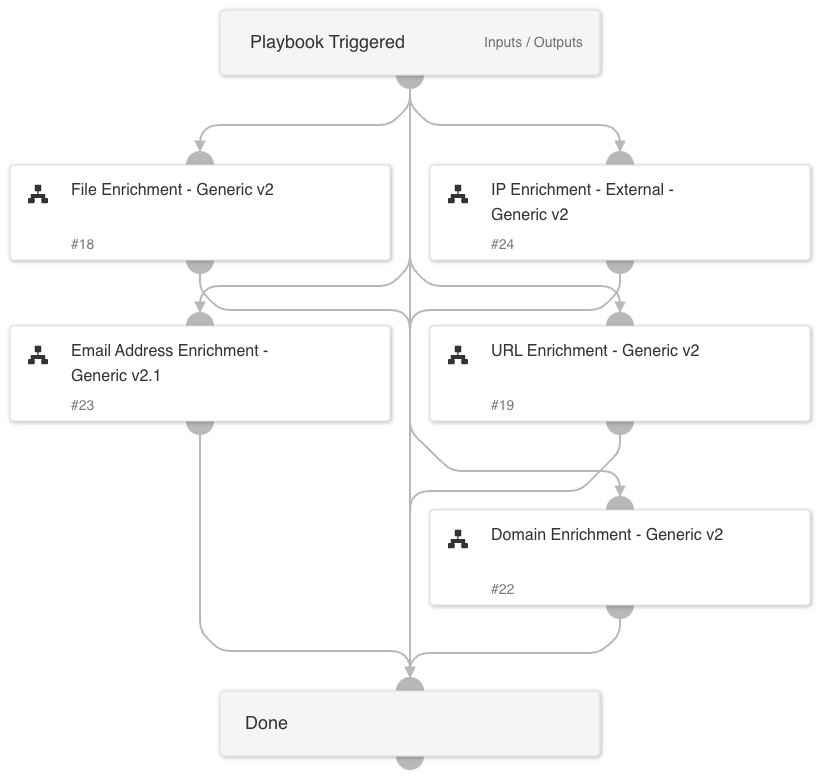 Playbook Triggered
Inputs / Outputs
File Enrichment - Generic v2
#18
IP Enrichment - External -
Generic v2
#24
Email Address Enrichment -
Generic v2.1
#23
URL Enrichment - Generic v2
#19
Domain Enrichment - Generic v2
#22
Done